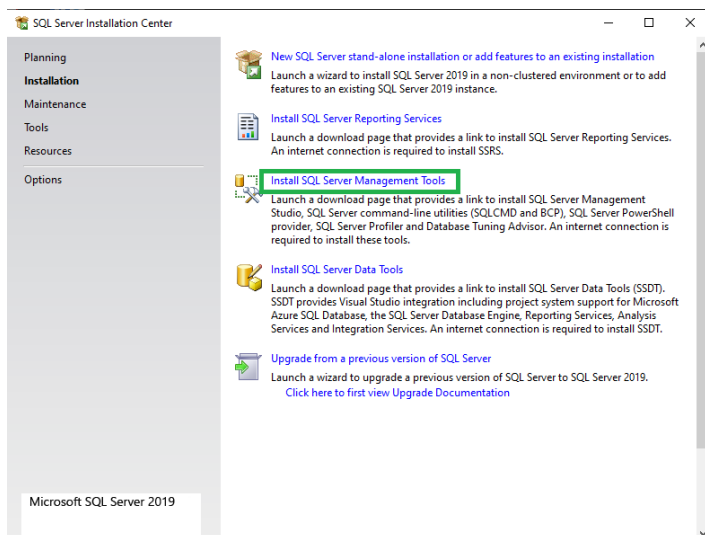 SQL Server Installation Center
Planning
Installation
Maintenance
Tools
Resources
Options
New SQL Server stand-alone installation or add features to an existing installation
Launch a wizard to install SQL Server 2019 in a non-clustered environment or to add
features to an existing SQL Server 2019 instance.
Install SQL Server Reporting Services
Launch a download page that provides a link to install SQL Server Reporting Services.
An internet connection is required to install SSRS.
Install SQL Server Management Tools
Launch a download page that provides a link to install SQL Server Management
Studio, SQL Server command-line utilities (SQLCMD and BCP), SQL Server PowerShell
provider, SQL Server Profiler and Database Tuning Advisor. An internet connection is
required to install these tools.
Install SQL Server Data Tools
Launch a download page that provides a link to install SQL Server Data Tools (SSDT).
SSDT provides Visual Studio integration including project system support for Microsoft
Azure SQL Database, the SQL Server Database Engine, Reporting Services, Analysis
Services and Integration Services. An internet connection is required to install SSDT.
Upgrade from a previous version of SQL Server
Launch a wizard to upgrade a previous version of SQL Server to SQL Server 2019.
Click here to first view Upgrade Documentation
Microsoft SQL Server 2019